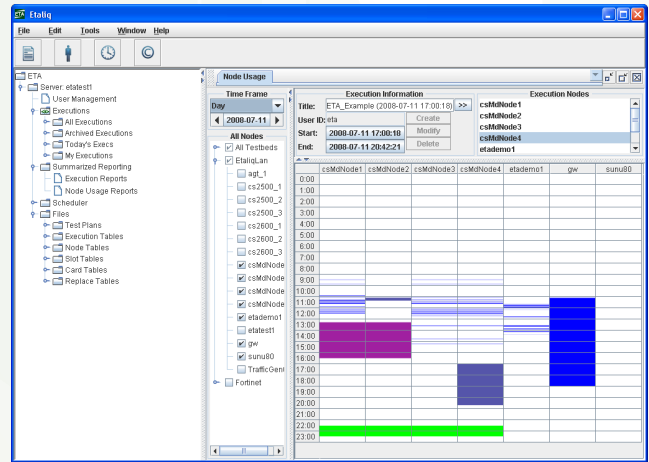 Etaliq
File Edit Tools Window Help
ETA
Server: etatest1
User Management
Executions
All Executions
Archived Executions
Today's Execs
My Executions
Summarized Reporting
Execution Reports
Node Usage Reports
Scheduler
Files
Test Plans
Execution Tables
Node Tables
Slot Tables
Card Tables
Replace Tables
Node Usage
Time Frame
Day
2008-07-11
All Nodes
All Testbeds
EtaliqLan
agt_1
cs2500_1
cs2500_2
cs2500_3
cs2600_1
cs2600_2
cs2600_3
csMdNode
csMdNode
csMdNode
csMdNode
etademo1
etatest1
gw
sunu80
TrafficGen
Fortinet
Execution Information
Title: ETA_Example (2008-07-11 17:00:18) >>
User ID: eta Create
Start: 2008-07-11 17:00:18 Modify
End: 2008-07-11 20:42:21 Delete
Execution Nodes
csMdNode1
csMdNode2
csMdNode3
csMdNode4
etademo1
csMdNode1 csMdNode2 csMdNode3 csMdNode4 etademo1 gw sunu80
0:00
1:00
2:00
3:00
4:00
5:00
6:00
7:00
8:00
9:00
10:00
11:00
12:00
13:00
14:00
15:00
16:00
17:00
18:00
19:00
20:00
21:00
22:00
23:00